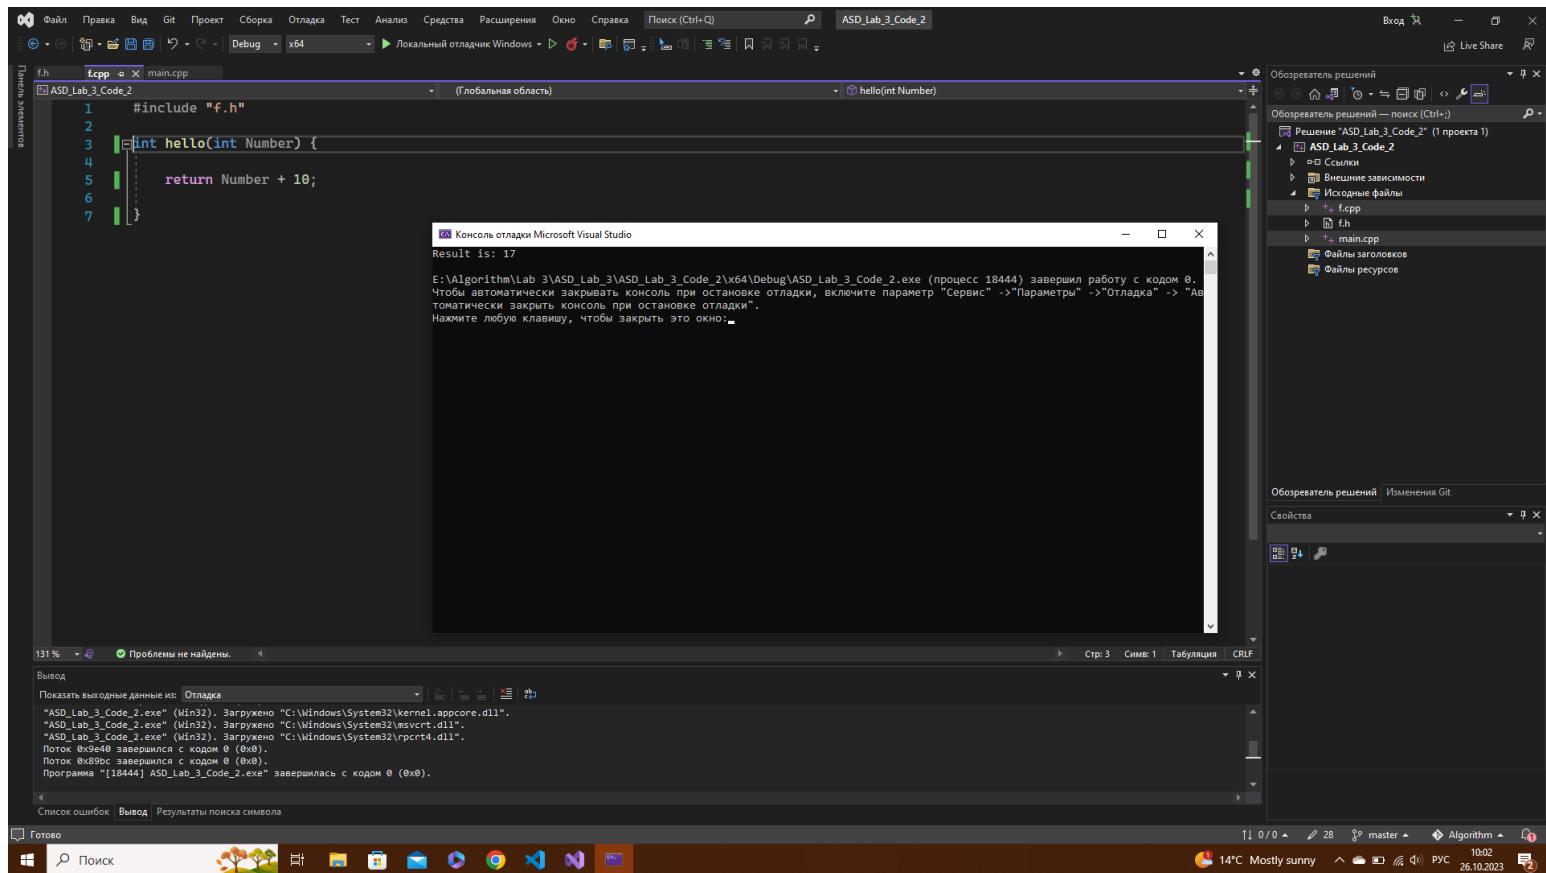 Файл Правка Вид Git Проект Сборка Отладка Тест Анализ Средства Расширения Окно Справка Поиск (Ctrl+Q) ASD_Lab_3_Code_2 Вход
Debug x64 Локальный отладчик Windows Live Share
Панель элементов
f.h f.cpp main.cpp
ASD_Lab_3_Code_2 (Глобальная область) hello(int Number)
1 #include "f.h"
2
3 int hello(int Number) {
4
5 return Number + 10;
6
7 }
Консоль отладки Microsoft Visual Studio
Result is: 17
E:\Algorithm\Lab 3\ASD_Lab_3\ASD_Lab_3_Code_2\x64\Debug\ASD_Lab_3_Code_2.exe (процесс 18444) завершил работу с кодом 0.
Чтобы автоматически закрывать консоль при остановке отладки, включите параметр "Сервис" ->"Параметры" ->"Отладка" -> "Ав
томатически закрыть консоль при остановке отладки".
Нажмите любую клавишу, чтобы закрыть это окно:
131 % Проблемы не найдены. Стр: 3 Симв: 1 Табуляция CRLF
Вывод
Показать выходные данные из: Отладка
"ASD_Lab_3_Code_2.exe" (Win32). Загружено "C:\Windows\System32\kernel.appcore.dll".
"ASD_Lab_3_Code_2.exe" (Win32). Загружено "C:\Windows\System32\msvcrt.dll".
"ASD_Lab_3_Code_2.exe" (Win32). Загружено "C:\Windows\System32\rpcrt4.dll".
Поток 0x9e40 завершился с кодом 0 (0x0).
Поток 0x89bc завершился с кодом 0 (0x0).
Программа "[18444] ASD_Lab_3_Code_2.exe" завершилась с кодом 0 (0x0).
Список ошибок Вывод Результаты поиска символа
Обозреватель решений
Обозреватель решений — поиск (Ctrl+;)
Решение "ASD_Lab_3_Code_2" (1 проекта 1)
ASD_Lab_3_Code_2
Ссылки
Внешние зависимости
Исходные файлы
f.cpp
f.h
main.cpp
Файлы заголовков
Файлы ресурсов
Обозреватель решений Изменения Git
Свойства
Готово 0 / 0 28 master Algorithm 1
Поиск 1 14°C Mostly sunny РУС 10:02
26.10.2023 2